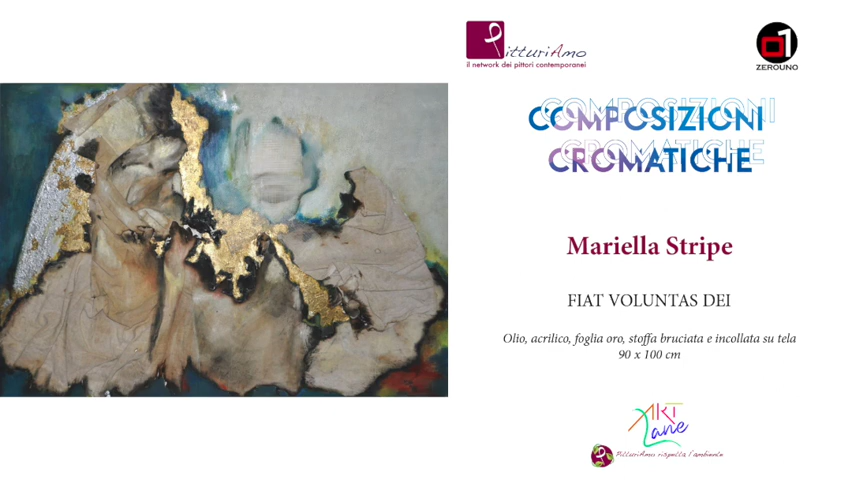 PitturiAmo
il network dei pittori contemporanei
01
ZEROUNO
COMPOSIZIONI
CROMATICHE
Mariella Stripe
FIAT VOLUNTAS DEI
Olio, acrilico, foglia oro, stoffa bruciata e incollata su tela
90 x 100 cm
ART
Lane
PitturiAmo rispetta l'ambiente